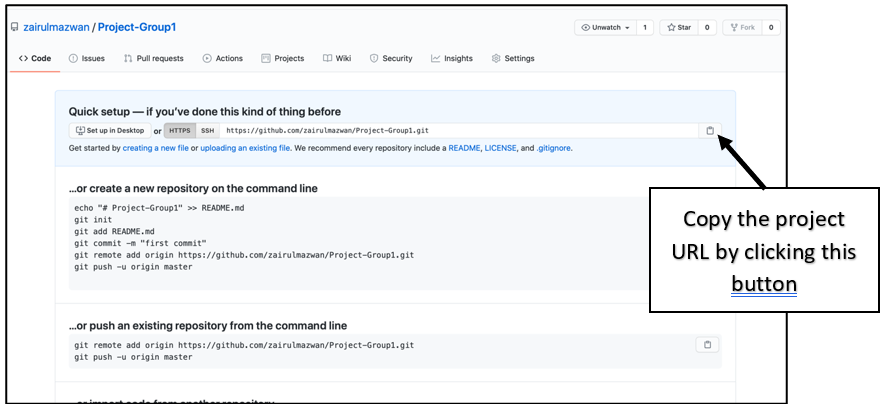 zairulmazwan / Project-Group1
Unwatch 1 Star 0 Fork 0
Code Issues Pull requests Actions Projects Wiki Security Insights Settings
Quick setup — if you've done this kind of thing before
Set up in Desktop or HTTPS SSH https://github.com/zairulmazwan/Project-Group1.git
Get started by creating a new file or uploading an existing file. We recommend every repository include a README, LICENSE, and .gitignore.
...or create a new repository on the command line
echo "# Project-Group1" >> README.md
git init
git add README.md
git commit -m "first commit"
git remote add origin https://github.com/zairulmazwan/Project-Group1.git
git push -u origin master
Copy the project
URL by clicking this
button
...or push an existing repository from the command line
git remote add origin https://github.com/zairulmazwan/Project-Group1.git
git push -u origin master
...or import code from another repository